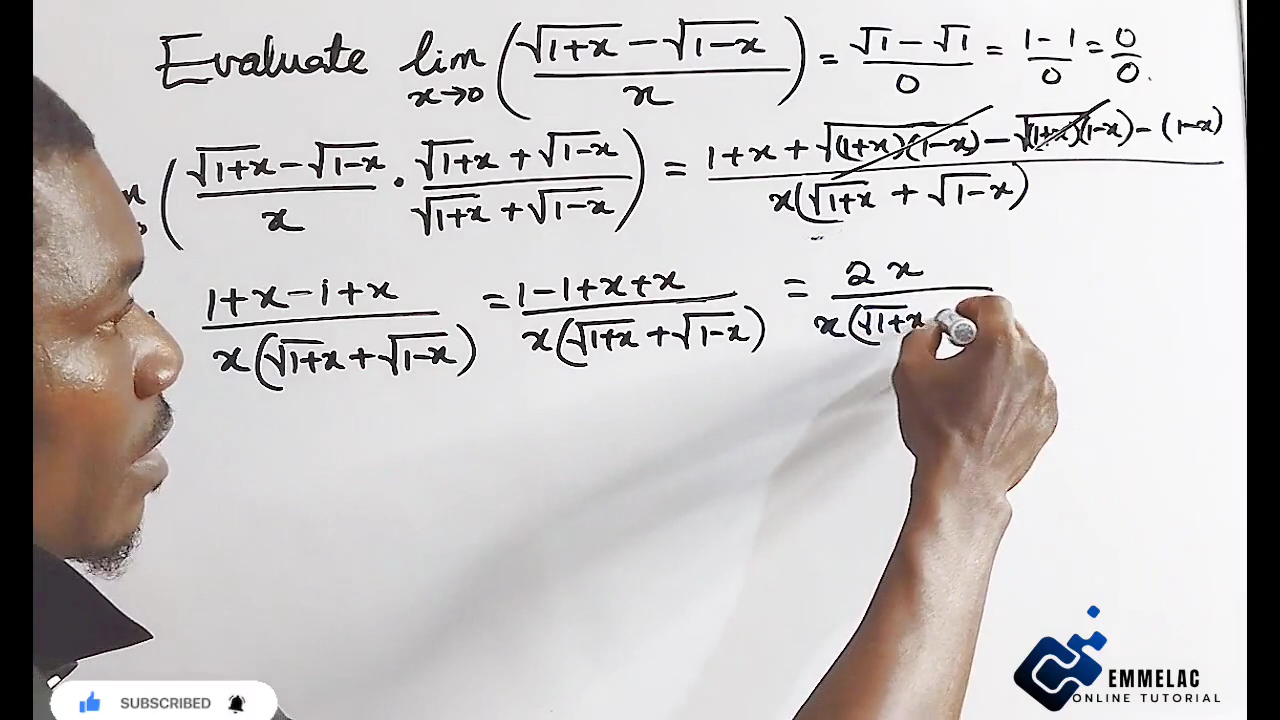 Evaluate lim x→0 (√1+x − √1−x / x) = √1 − √1 / 0 = 1−1 / 0 = 0 / 0.
(√1+x − √1−x / x · √1+x + √1−x / √1+x + √1−x) = 1+x + √(1+x)(1−x) − √(1+x)(1−x) − (1−x) / x(√1+x + √1−x)
1+x−1+x / x(√1+x + √1−x) = 1−1+x+x / x(√1+x + √1−x) = 2x / x(√1+x
EMMELAC
ONLINE TUTORIAL
SUBSCRIBED